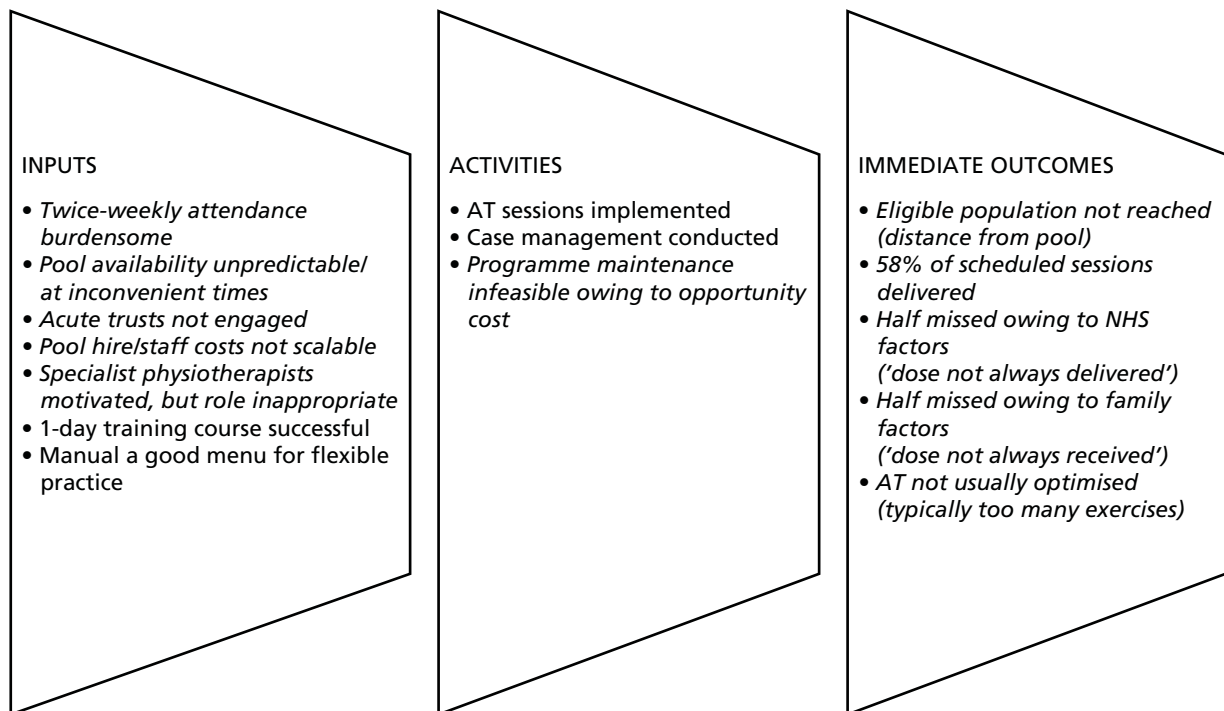 INPUTS
• Twice-weekly attendance
burdensome
• Pool availability unpredictable/
at inconvenient times
• Acute trusts not engaged
• Pool hire/staff costs not scalable
• Specialist physiotherapists
motivated, but role inappropriate
• 1-day training course successful
• Manual a good menu for flexible
practice
ACTIVITIES
• AT sessions implemented
• Case management conducted
• Programme maintenance
infeasible owing to opportunity
cost
IMMEDIATE OUTCOMES
• Eligible population not reached
(distance from pool)
• 58% of scheduled sessions
delivered
• Half missed owing to NHS
factors
(‘dose not always delivered’)
• Half missed owing to family
factors
(‘dose not always received’)
• AT not usually optimised
(typically too many exercises)